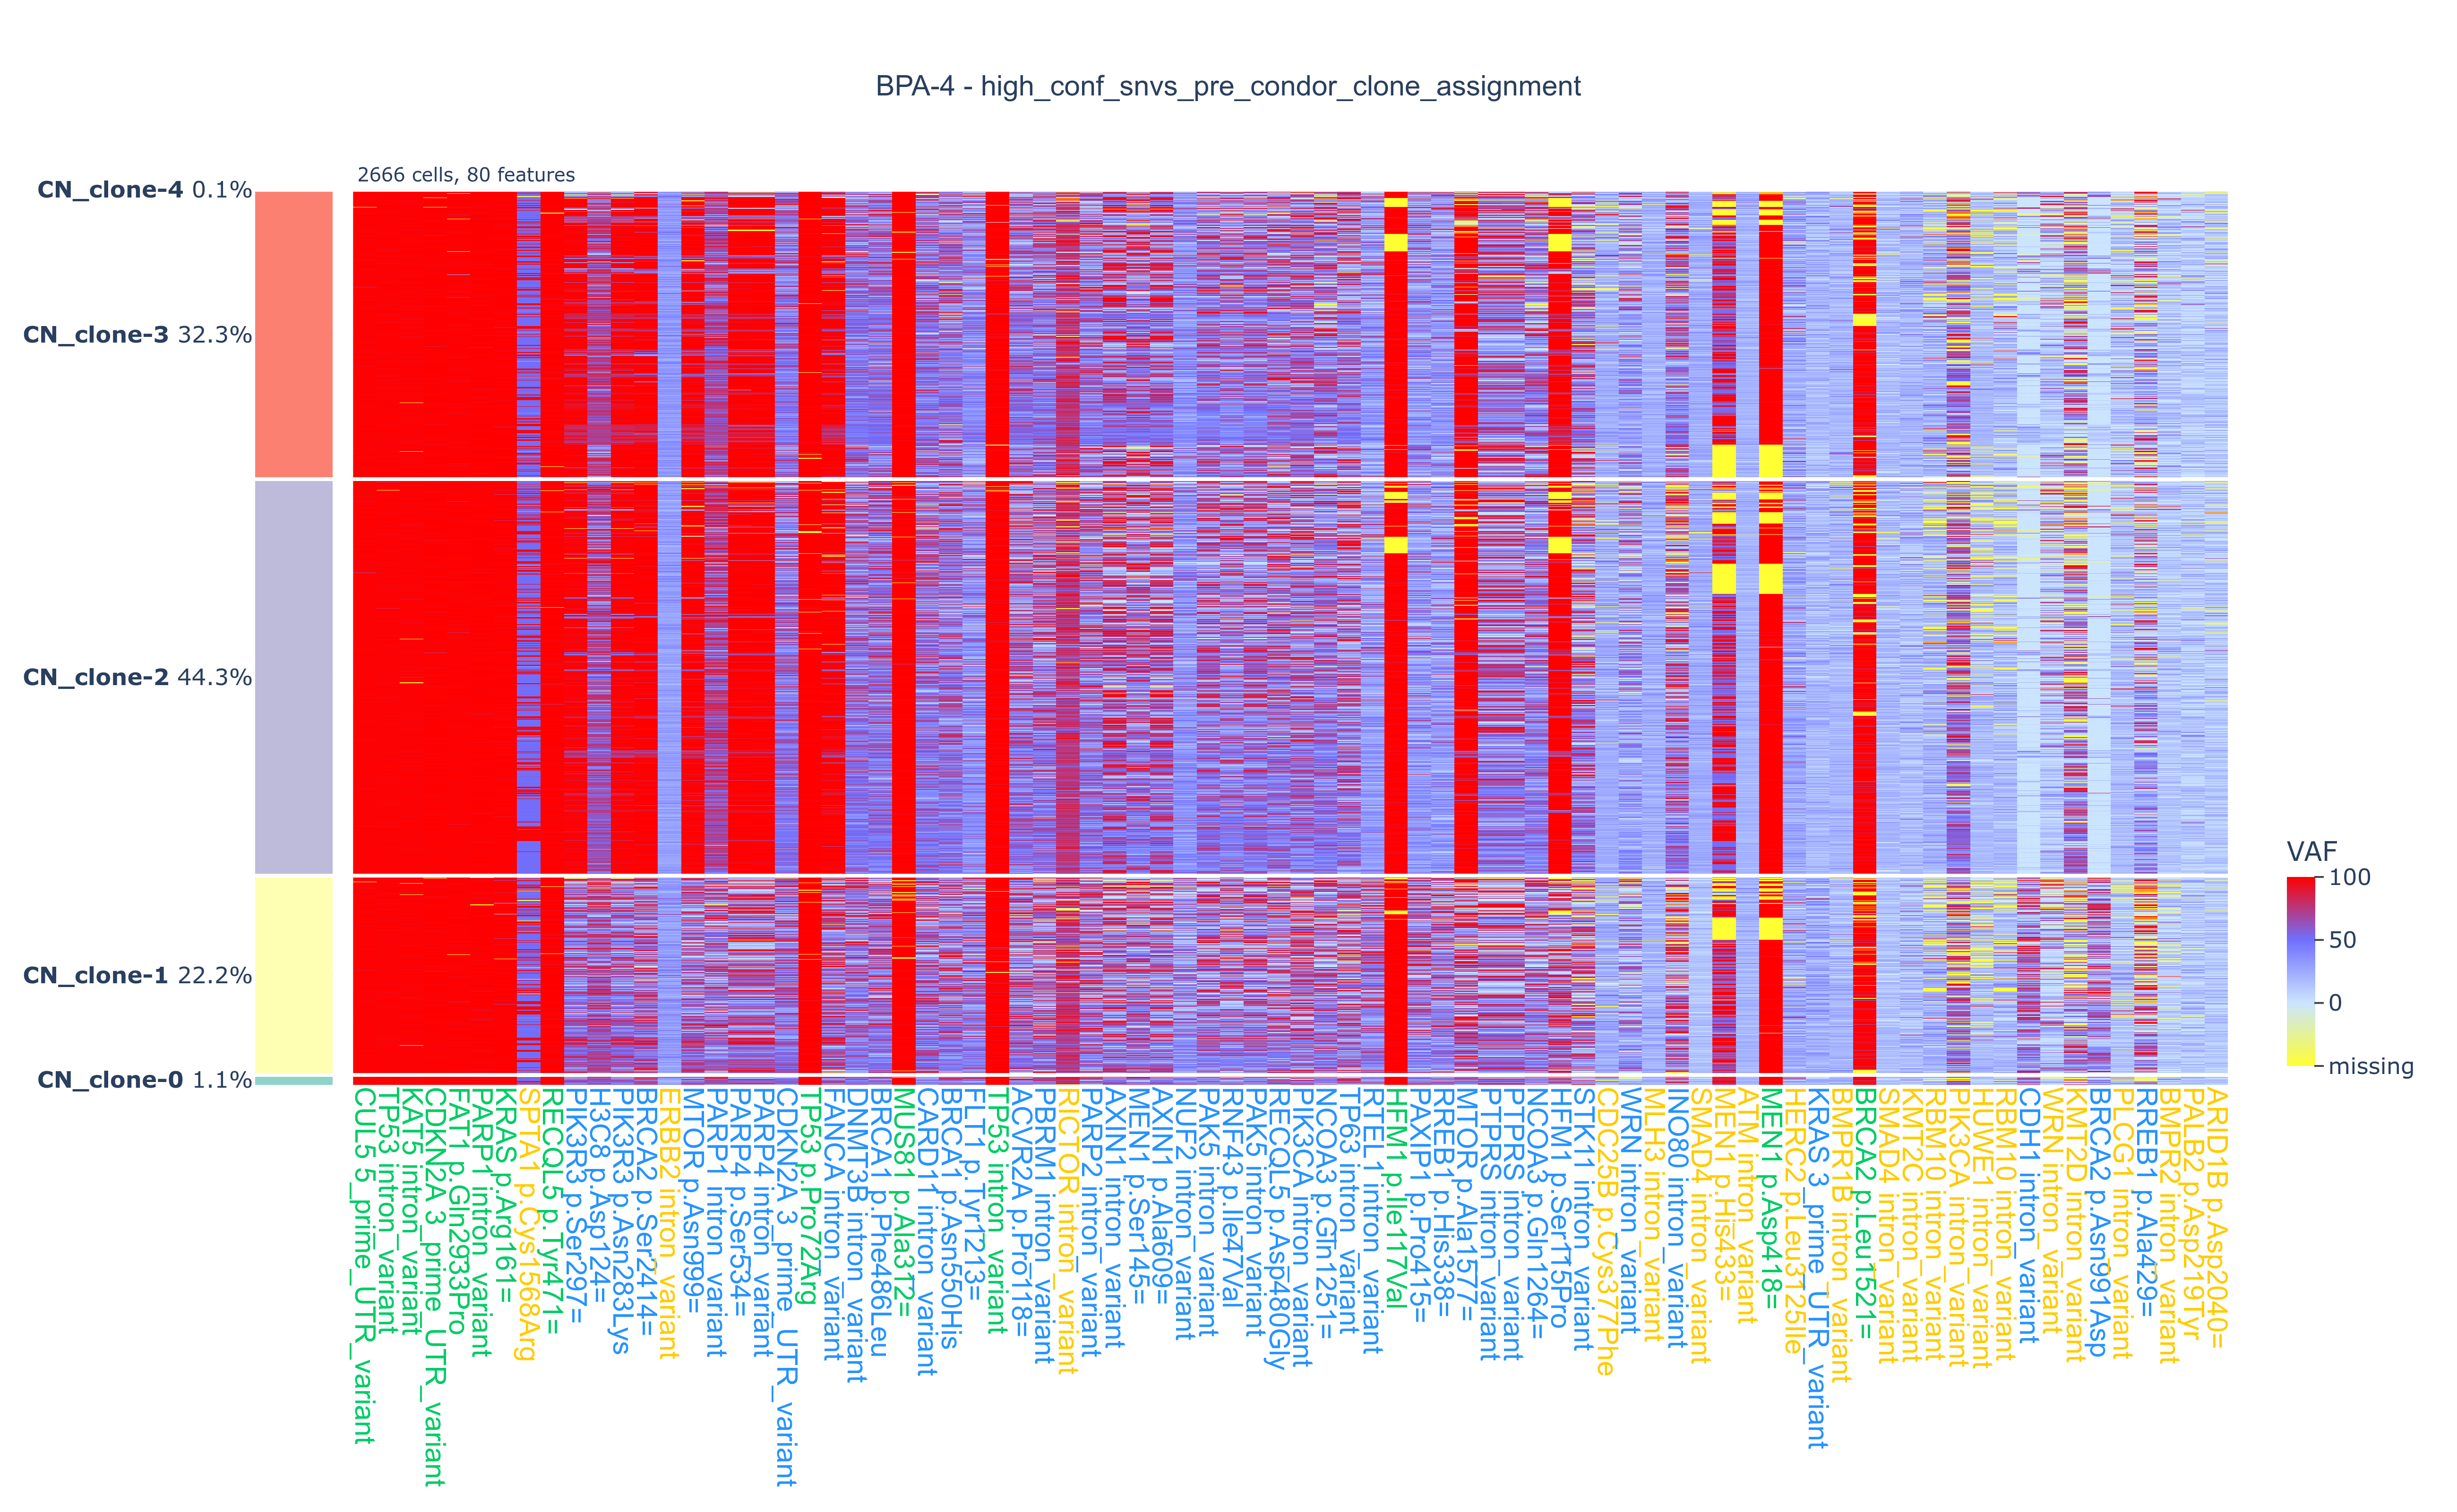 BPA-4 - high_conf_snvs_pre_condor_clone_assignment
2666 cells, 80 features
CN_clone-4 0.1%
CN_clone-3 32.3%
CN_clone-2 44.3%
CN_clone-1 22.2%
CN_clone-0 1.1%
VAF
100
50
0
missing
CUL5 5_prime_UTR_variant
TP53 intron_variant
KAT5 intron_variant
CDKN2A 3_prime_UTR_variant
FAT1 p.Gln2933Pro
PARP1 intron_variant
KRAS p.Arg161=
SPTA1 p.Cys1568Arg
RECQL5 p.Tyr471=
PIK3R3 p.Ser297=
H3C8 p.Asp124=
PIK3R3 p.Asn283Lys
BRCA2 p.Ser2414=
ERBB2 intron_variant
MTOR p.Asn999=
PARP1 intron_variant
PARP4 p.Ser534=
PARP4 intron_variant
CDKN2A 3_prime_UTR_variant
TP53 p.Pro72Arg
FANCA intron_variant
DNMT3B intron_variant
BRCA1 p.Phe486Leu
MUS81 p.Ala312=
CARD11 intron_variant
BRCA1 p.Asn550His
FLT1 p.Tyr1213=
TP53 intron_variant
ACVR2A p.Pro118=
PBRM1 intron_variant
RICTOR intron_variant
PARP2 intron_variant
AXIN1 intron_variant
MEN1 p.Ser145=
AXIN1 p.Ala609=
NUF2 intron_variant
PAK5 intron_variant
RNF43 p.Ile47Val
PAK5 intron_variant
RECQL5 p.Asp480Gly
PIK3CA intron_variant
NCOA3 p.Gln1251=
TP63 intron_variant
RTEL1 intron_variant
HFM1 p.Ile117Val
PAXIP1 p.Pro415=
RREB1 p.His338=
MTOR p.Ala1577=
PTPRS intron_variant
PTPRS intron_variant
NCOA3 p.Gln1264=
HFM1 p.Ser115Pro
STK11 intron_variant
CDC25B p.Cys377Phe
WRN intron_variant
MLH3 intron_variant
INO80 intron_variant
SMAD4 intron_variant
MEN1 p.His433=
ATM intron_variant
MEN1 p.Asp418=
HERC2 p.Leu3125Ile
KRAS 3_prime_UTR_variant
BMPR1B intron_variant
BRCA2 p.Leu1521=
SMAD4 intron_variant
KMT2C intron_variant
RBM10 intron_variant
PIK3CA intron_variant
HUWE1 intron_variant
RBM10 intron_variant
CDH1 intron_variant
WRN intron_variant
KMT2D intron_variant
BRCA2 p.Asn991Asp
PLCG1 intron_variant
RREB1 p.Ala429=
BMPR2 intron_variant
PALB2 p.Asp219Tyr
ARID1B p.Asp2040=